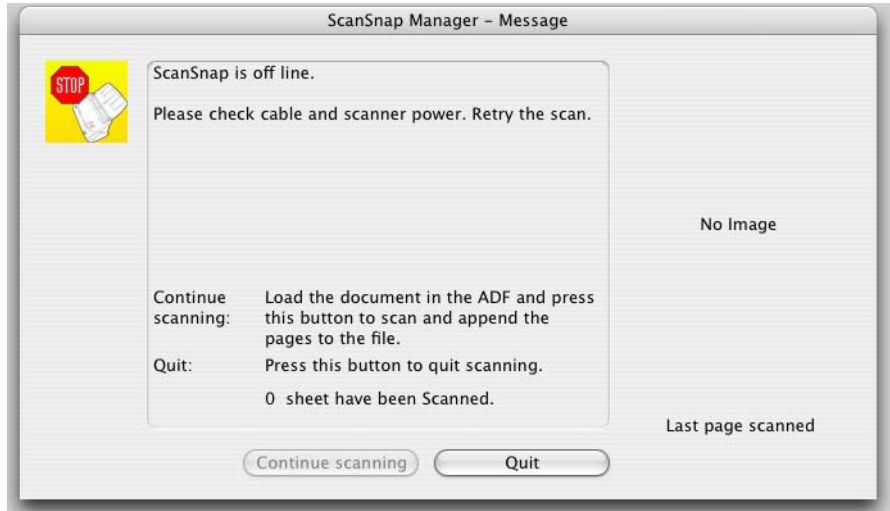 ScanSnap Manager – Message
STOP
ScanSnap is off line.
Please check cable and scanner power. Retry the scan.
No Image
Continue scanning: Load the document in the ADF and press
this button to scan and append the
pages to the file.
Quit: Press this button to quit scanning.
0 sheet have been Scanned.
Last page scanned
Continue scanning Quit